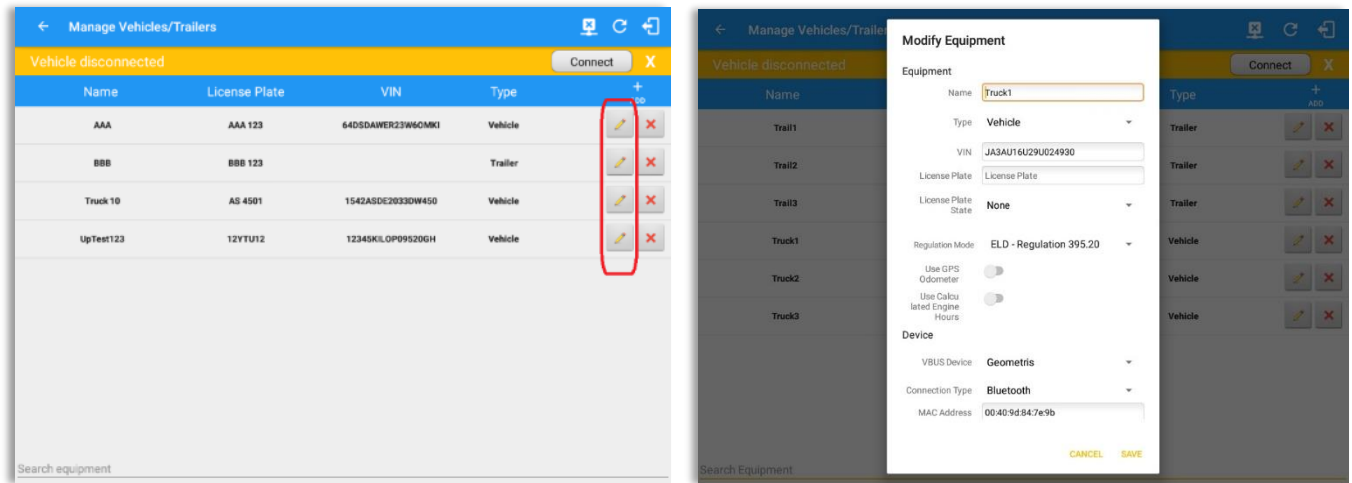 Manage Vehicles/Trailers
Vehicle disconnected Connect X
Name License Plate VIN Type + ADD
AAA AAA 123 64DSDAWER23W6OMKI Vehicle
BBB BBB 123 Trailer
Truck 10 AS 4501 1542ASDE2033DW450 Vehicle
UpTest123 12YTU12 12345KILOP09520GH Vehicle
Search equipment
Manage Vehicles/Trailer
Vehicle disconnected Connect X
Name Type + ADD
Trail1 Trailer
Trail2 Trailer
Trail3 Trailer
Truck1 Vehicle
Truck2 Vehicle
Truck3 Vehicle
Search Equipment
Modify Equipment
Equipment
Name Truck1
Type Vehicle
VIN JA3AU16U29U024930
License Plate License Plate
License Plate
State None
Regulation Mode ELD - Regulation 395.20
Use GPS
Odometer
Use Calcu
lated Engine
Hours
Device
VBUS Device Geometris
Connection Type Bluetooth
MAC Address 00:40:9d:84:7e:9b
CANCEL SAVE